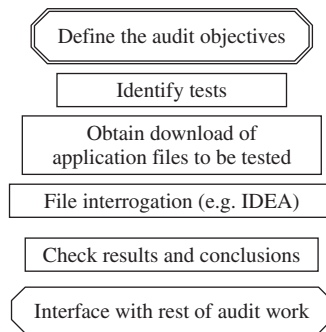 Define the audit objectives
Identify tests
Obtain download of
application files to be tested
File interrogation (e.g. IDEA)
Check results and conclusions
Interface with rest of audit work